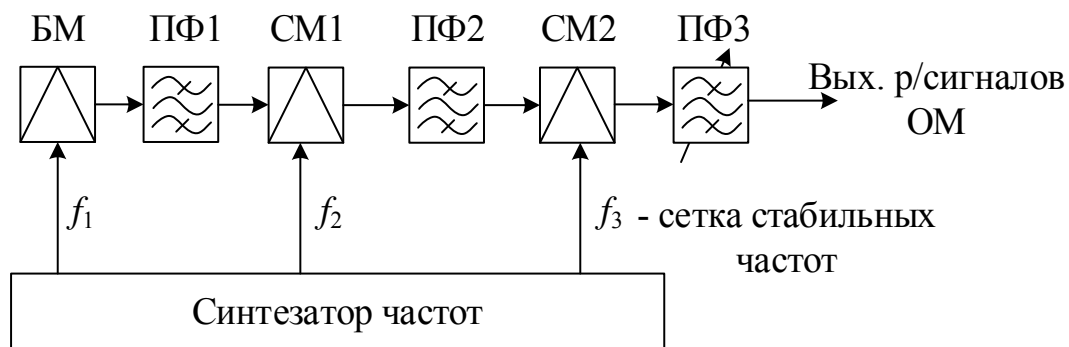 БМ ПФ1 СМ1 ПФ2 СМ2 ПФ3
Вых. р/сигналов
ОМ
f1 f2 f3 - сетка стабильных
частот
Синтезатор частот